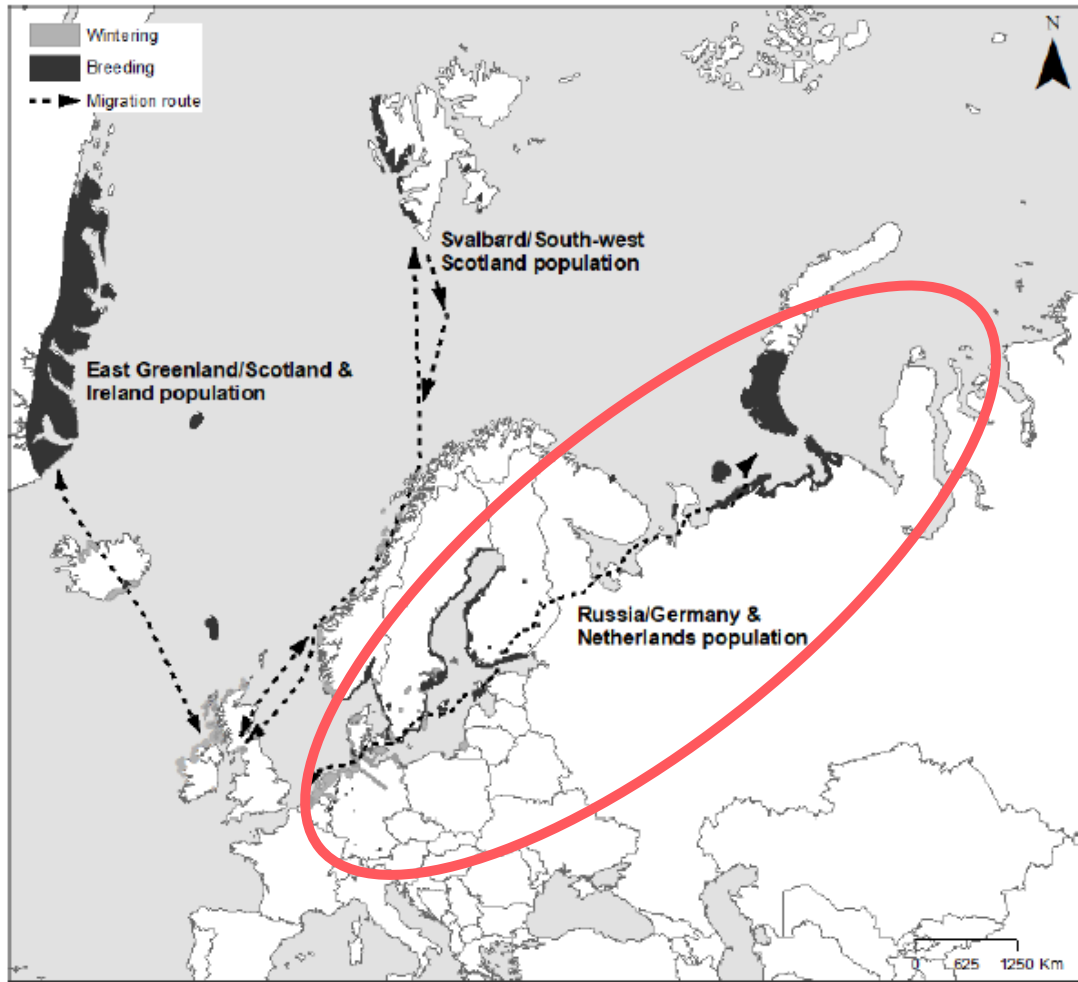 Wintering
Breeding
Migration route
N
Svalbard/South-west
Scotland population
East Greenland/Scotland &
Ireland population
Russia/Germany &
Netherlands population
0 625 1250 Km